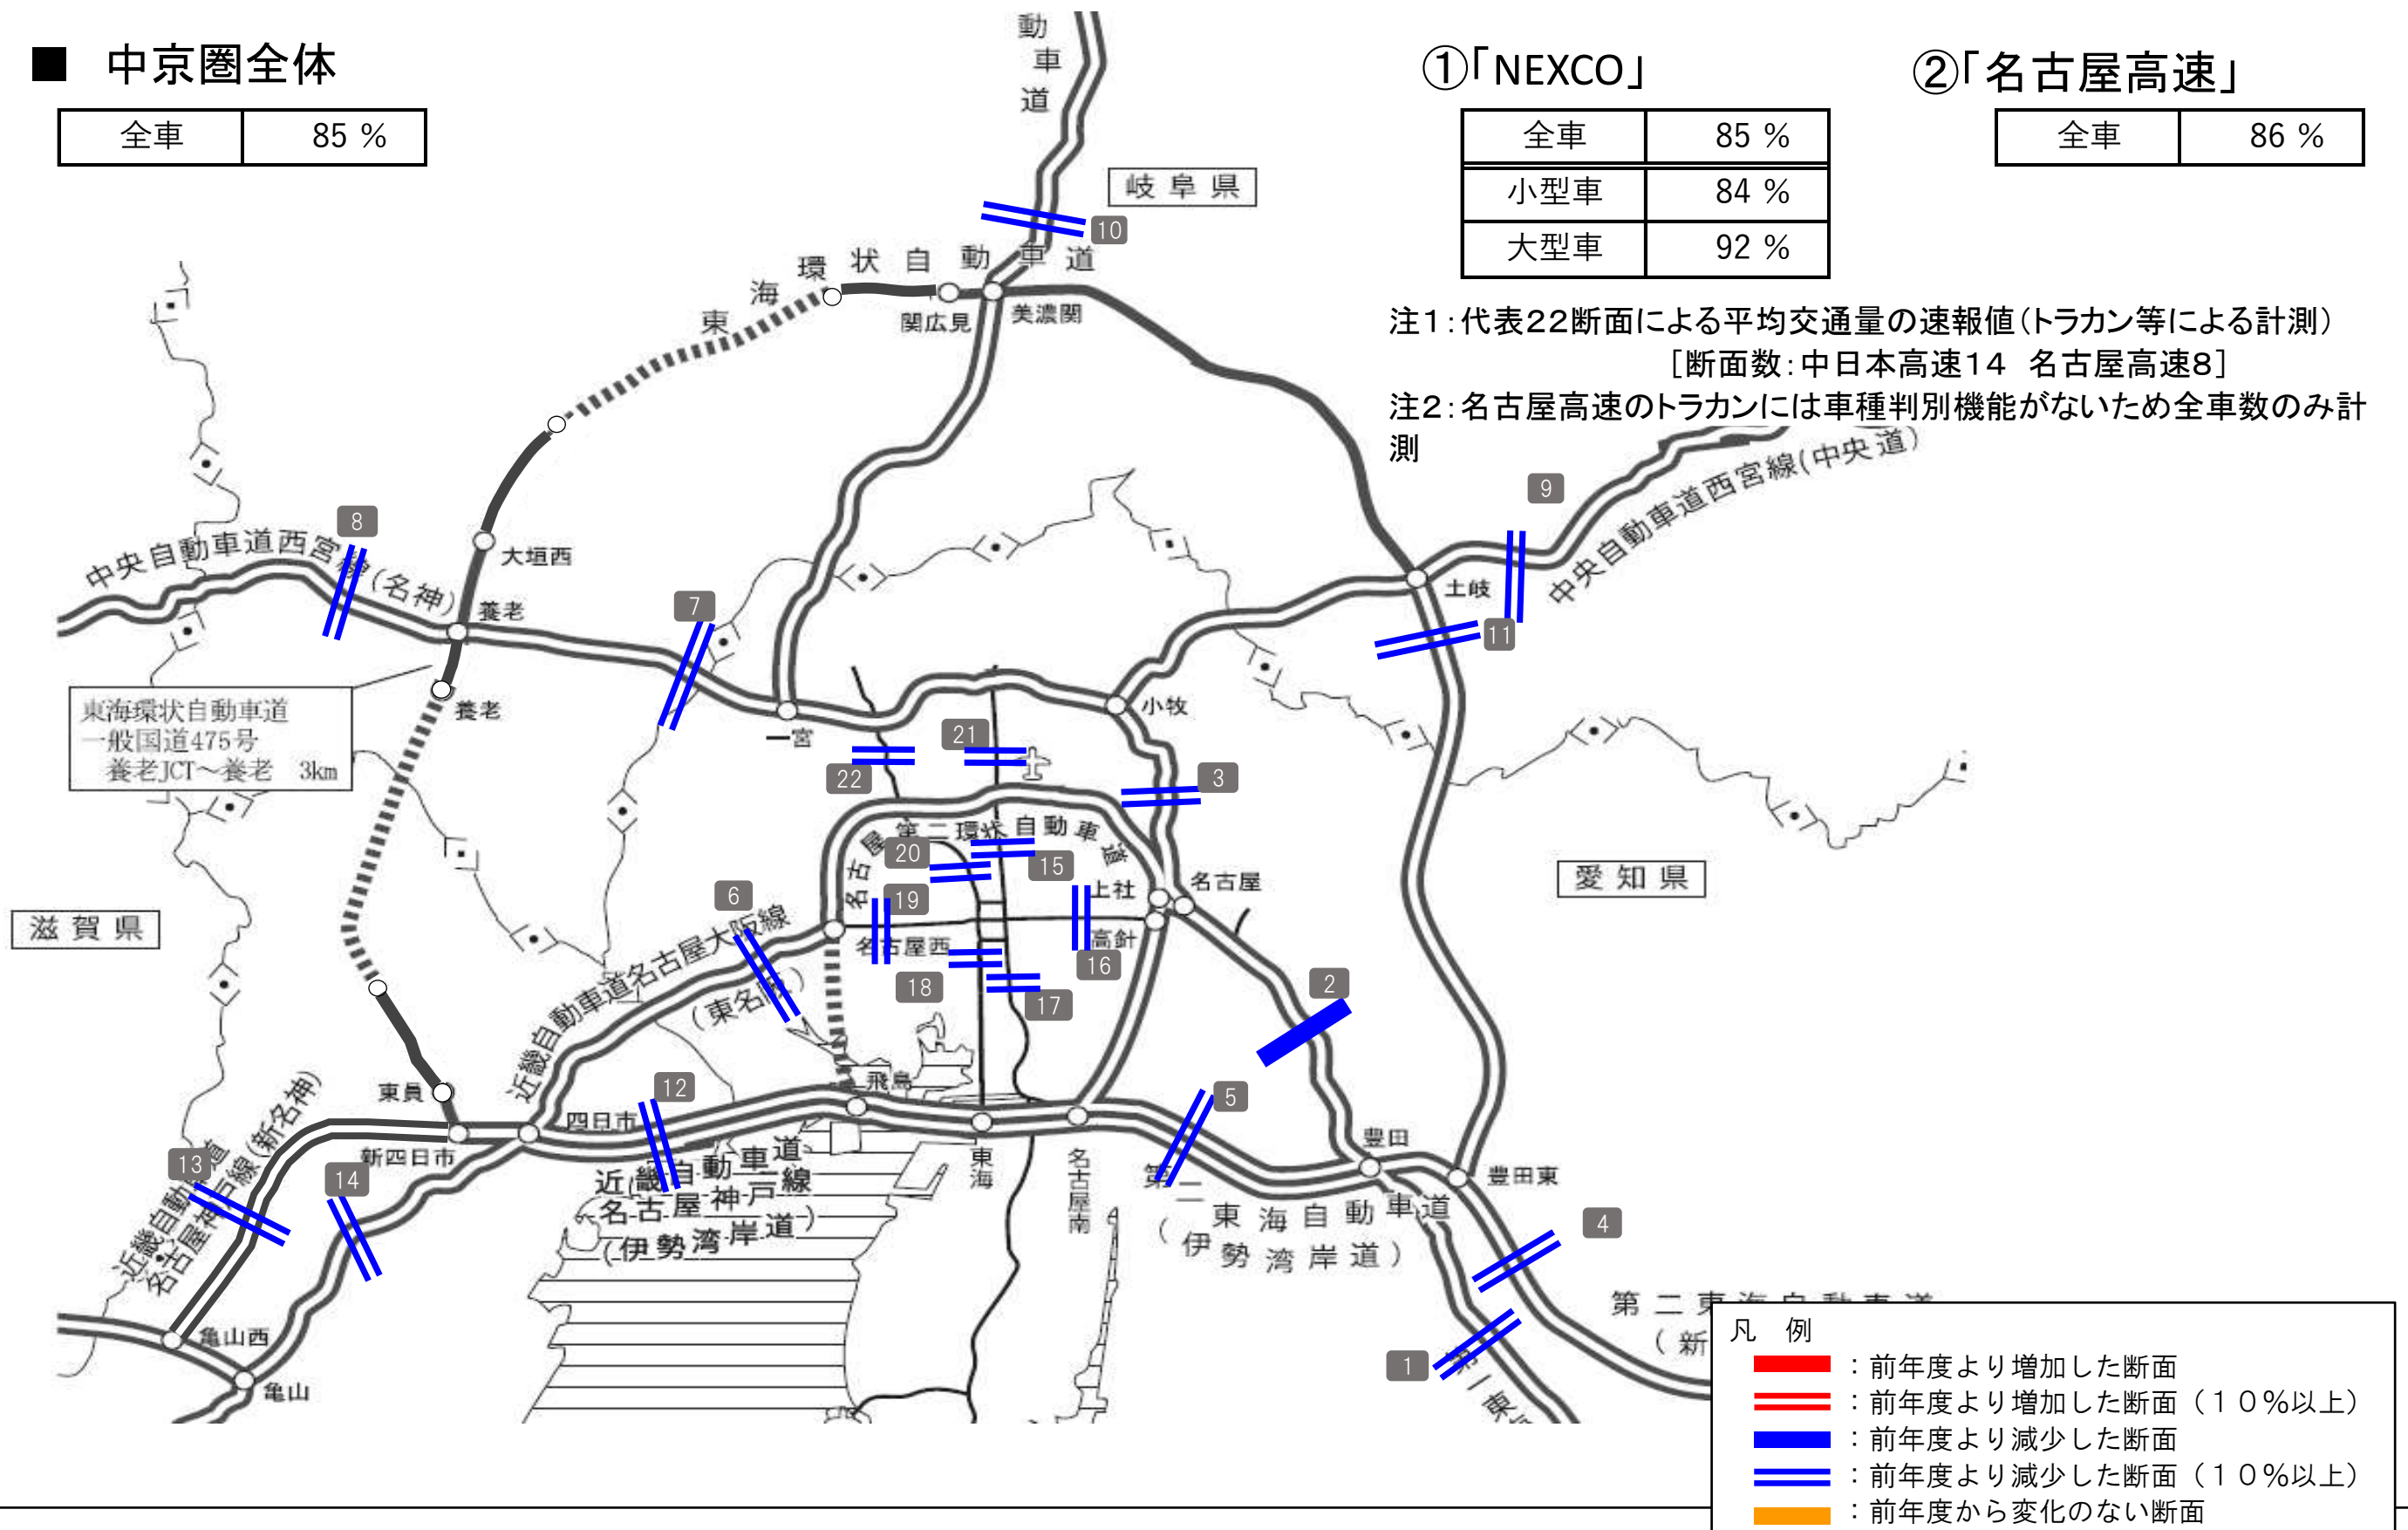 ■ 中京圏全体
全車 85 %
①「NEXCO」
全車 85 %
小型車 84 %
大型車 92 %
②「名古屋高速」
全車 86 %
注1：代表22断面による平均交通量の速報値（トラカン等による計測）
［断面数：中日本高速14 名古屋高速8］
注2：名古屋高速のトラカンには車種判別機能がないため全車数のみ計
測
動車道
岐阜県
10
東海環状自動車道
関広見
美濃関
9
中央自動車道西宮線(中央道)
8
中央自動車道西宮線(名神)
大垣西
養老
7
土岐
11
東海環状自動車道
一般国道475号
養老JCT～養老 3km
養老
一宮
小牧
21
22
3
名古屋第二環状自動車道
20
15
上社
名古屋
愛知県
6
19
滋賀県
名古屋西
高針
16
近畿自動車道名古屋大阪線
(東名阪)
18
17
2
東員
12
飛島
5
四日市
新四日市
13
近畿自動車道
名古屋神戸線(新名神)
14
近畿自動車道
名古屋神戸線
(伊勢湾岸道)
東海
名古屋南
豊田
豊田東
第二東海自動車道
(伊勢湾岸道)
4
亀山西
亀山
1
第二東海自動車道
(新
第一東
凡 例
：前年度より増加した断面
：前年度より増加した断面（１０％以上）
：前年度より減少した断面
：前年度より減少した断面（１０％以上）
：前年度から変化のない断面